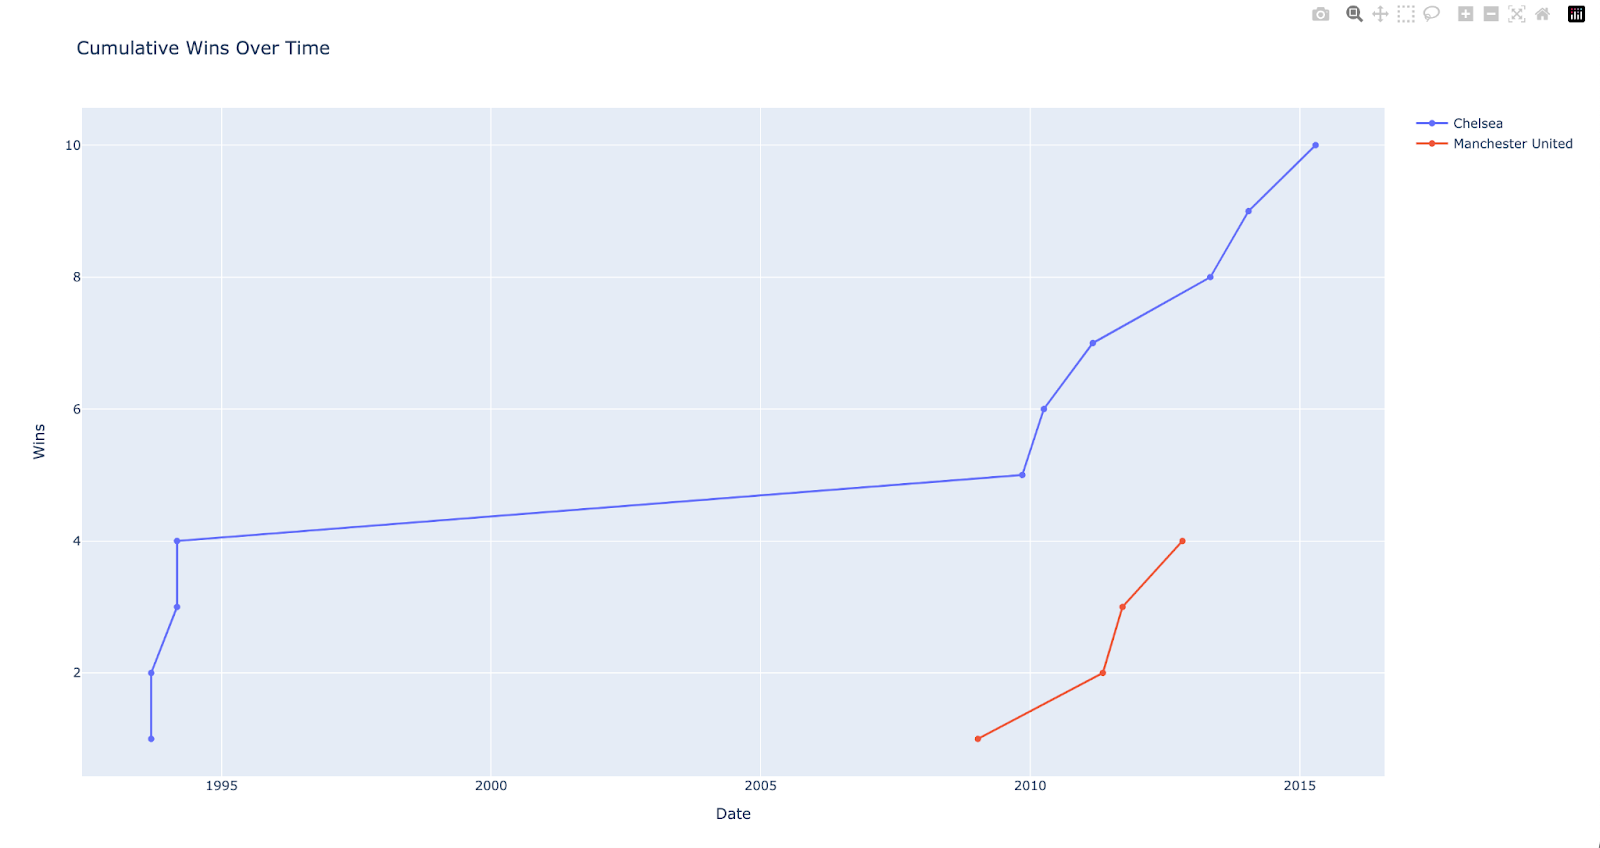 Cumulative Wins Over Time
Chelsea
Manchester United
10
8
6
4
2
Wins
1995
2000
2005
2010
2015
Date